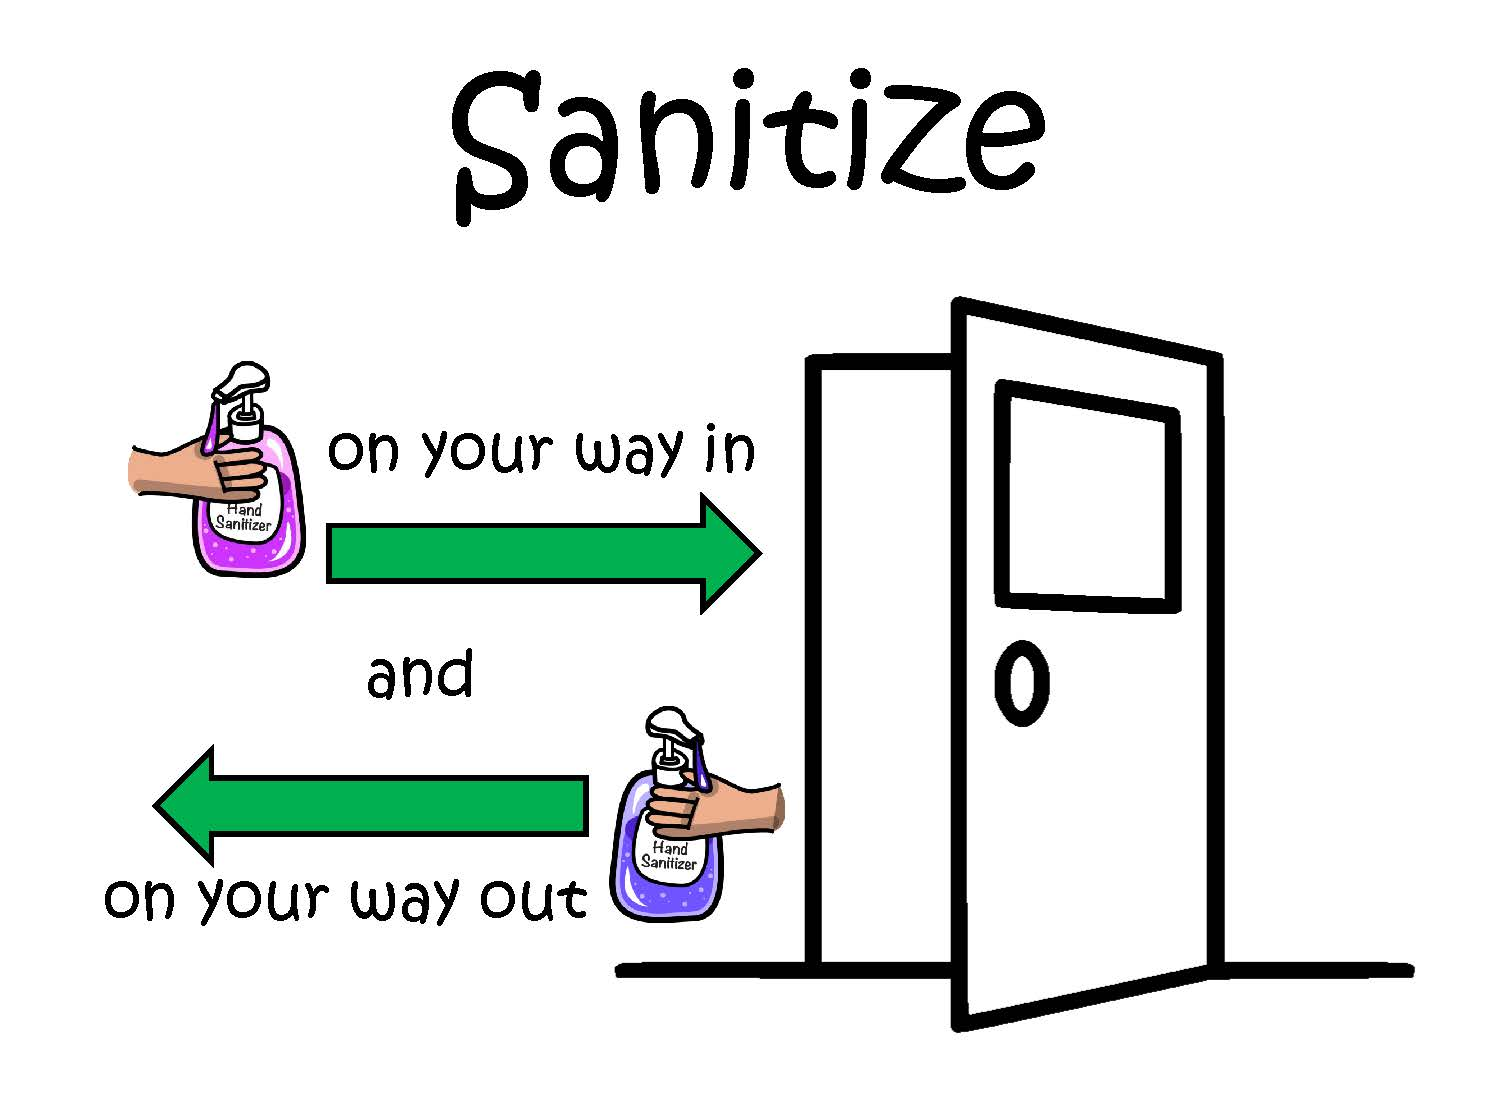 Sanitize
on your way in
Hand
Sanitizer
and
Hand
Sanitizer
on your way out